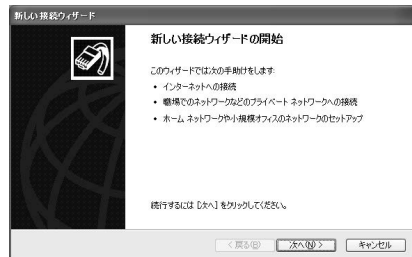 新しい接続ウィザード
新しい接続ウィザードの開始
このウィザードでは次の手助けをします:
• インターネットへの接続
• 職場でのネットワークなどのプライベート ネットワークへの接続
• ホーム ネットワークや小規模オフィスのネットワークのセットアップ
続行するには [次へ] をクリックしてください。
< 戻る(B)
次へ(N) >
キャンセル